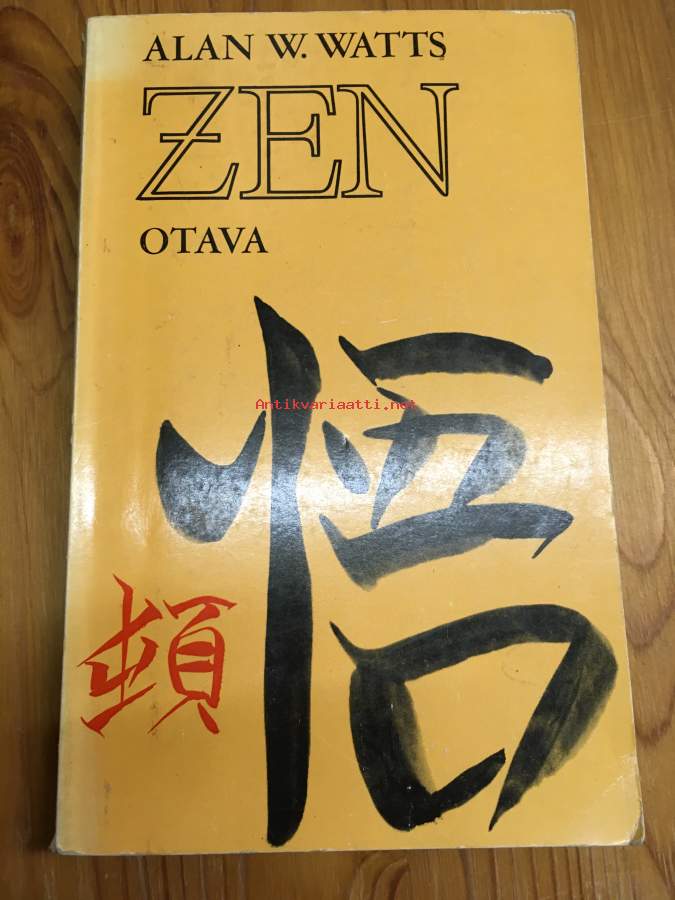 ALAN W. WATTS
ZEN
OTAVA
悟
Antikvariaatti.net
頓